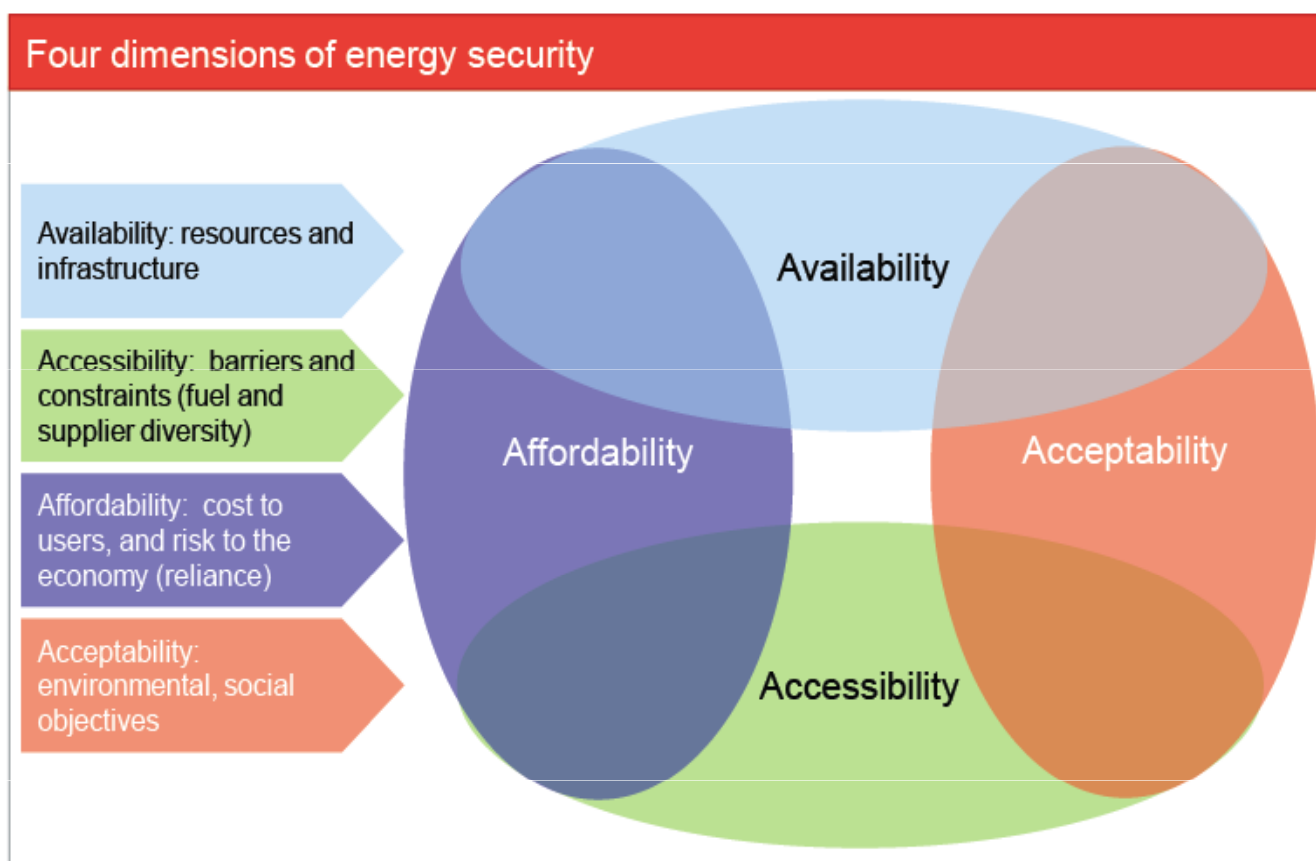 Four dimensions of energy security
Availability: resources and
infrastructure
Accessibility:  barriers and
constraints (fuel and
supplier diversity)
Affordability:  cost to
users, and risk to the
economy (reliance)
Acceptability:
environmental, social
objectives
Availability
Affordability
Acceptability
Accessibility